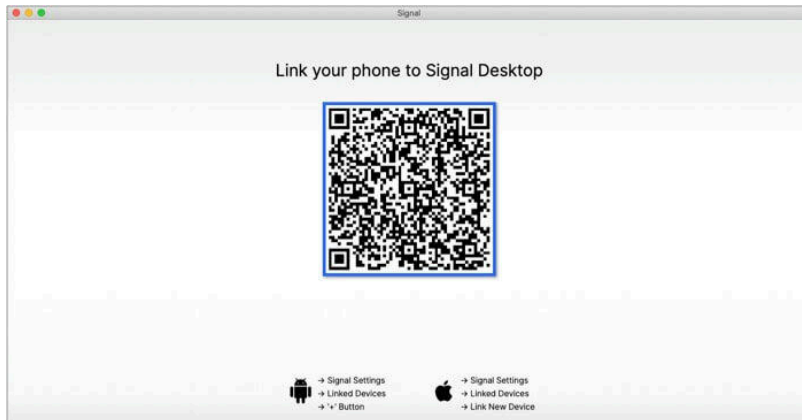 Signal
Link your phone to Signal Desktop
→ Signal Settings
→ Linked Devices
→ '+' Button
→ Signal Settings
→ Linked Devices
→ Link New Device